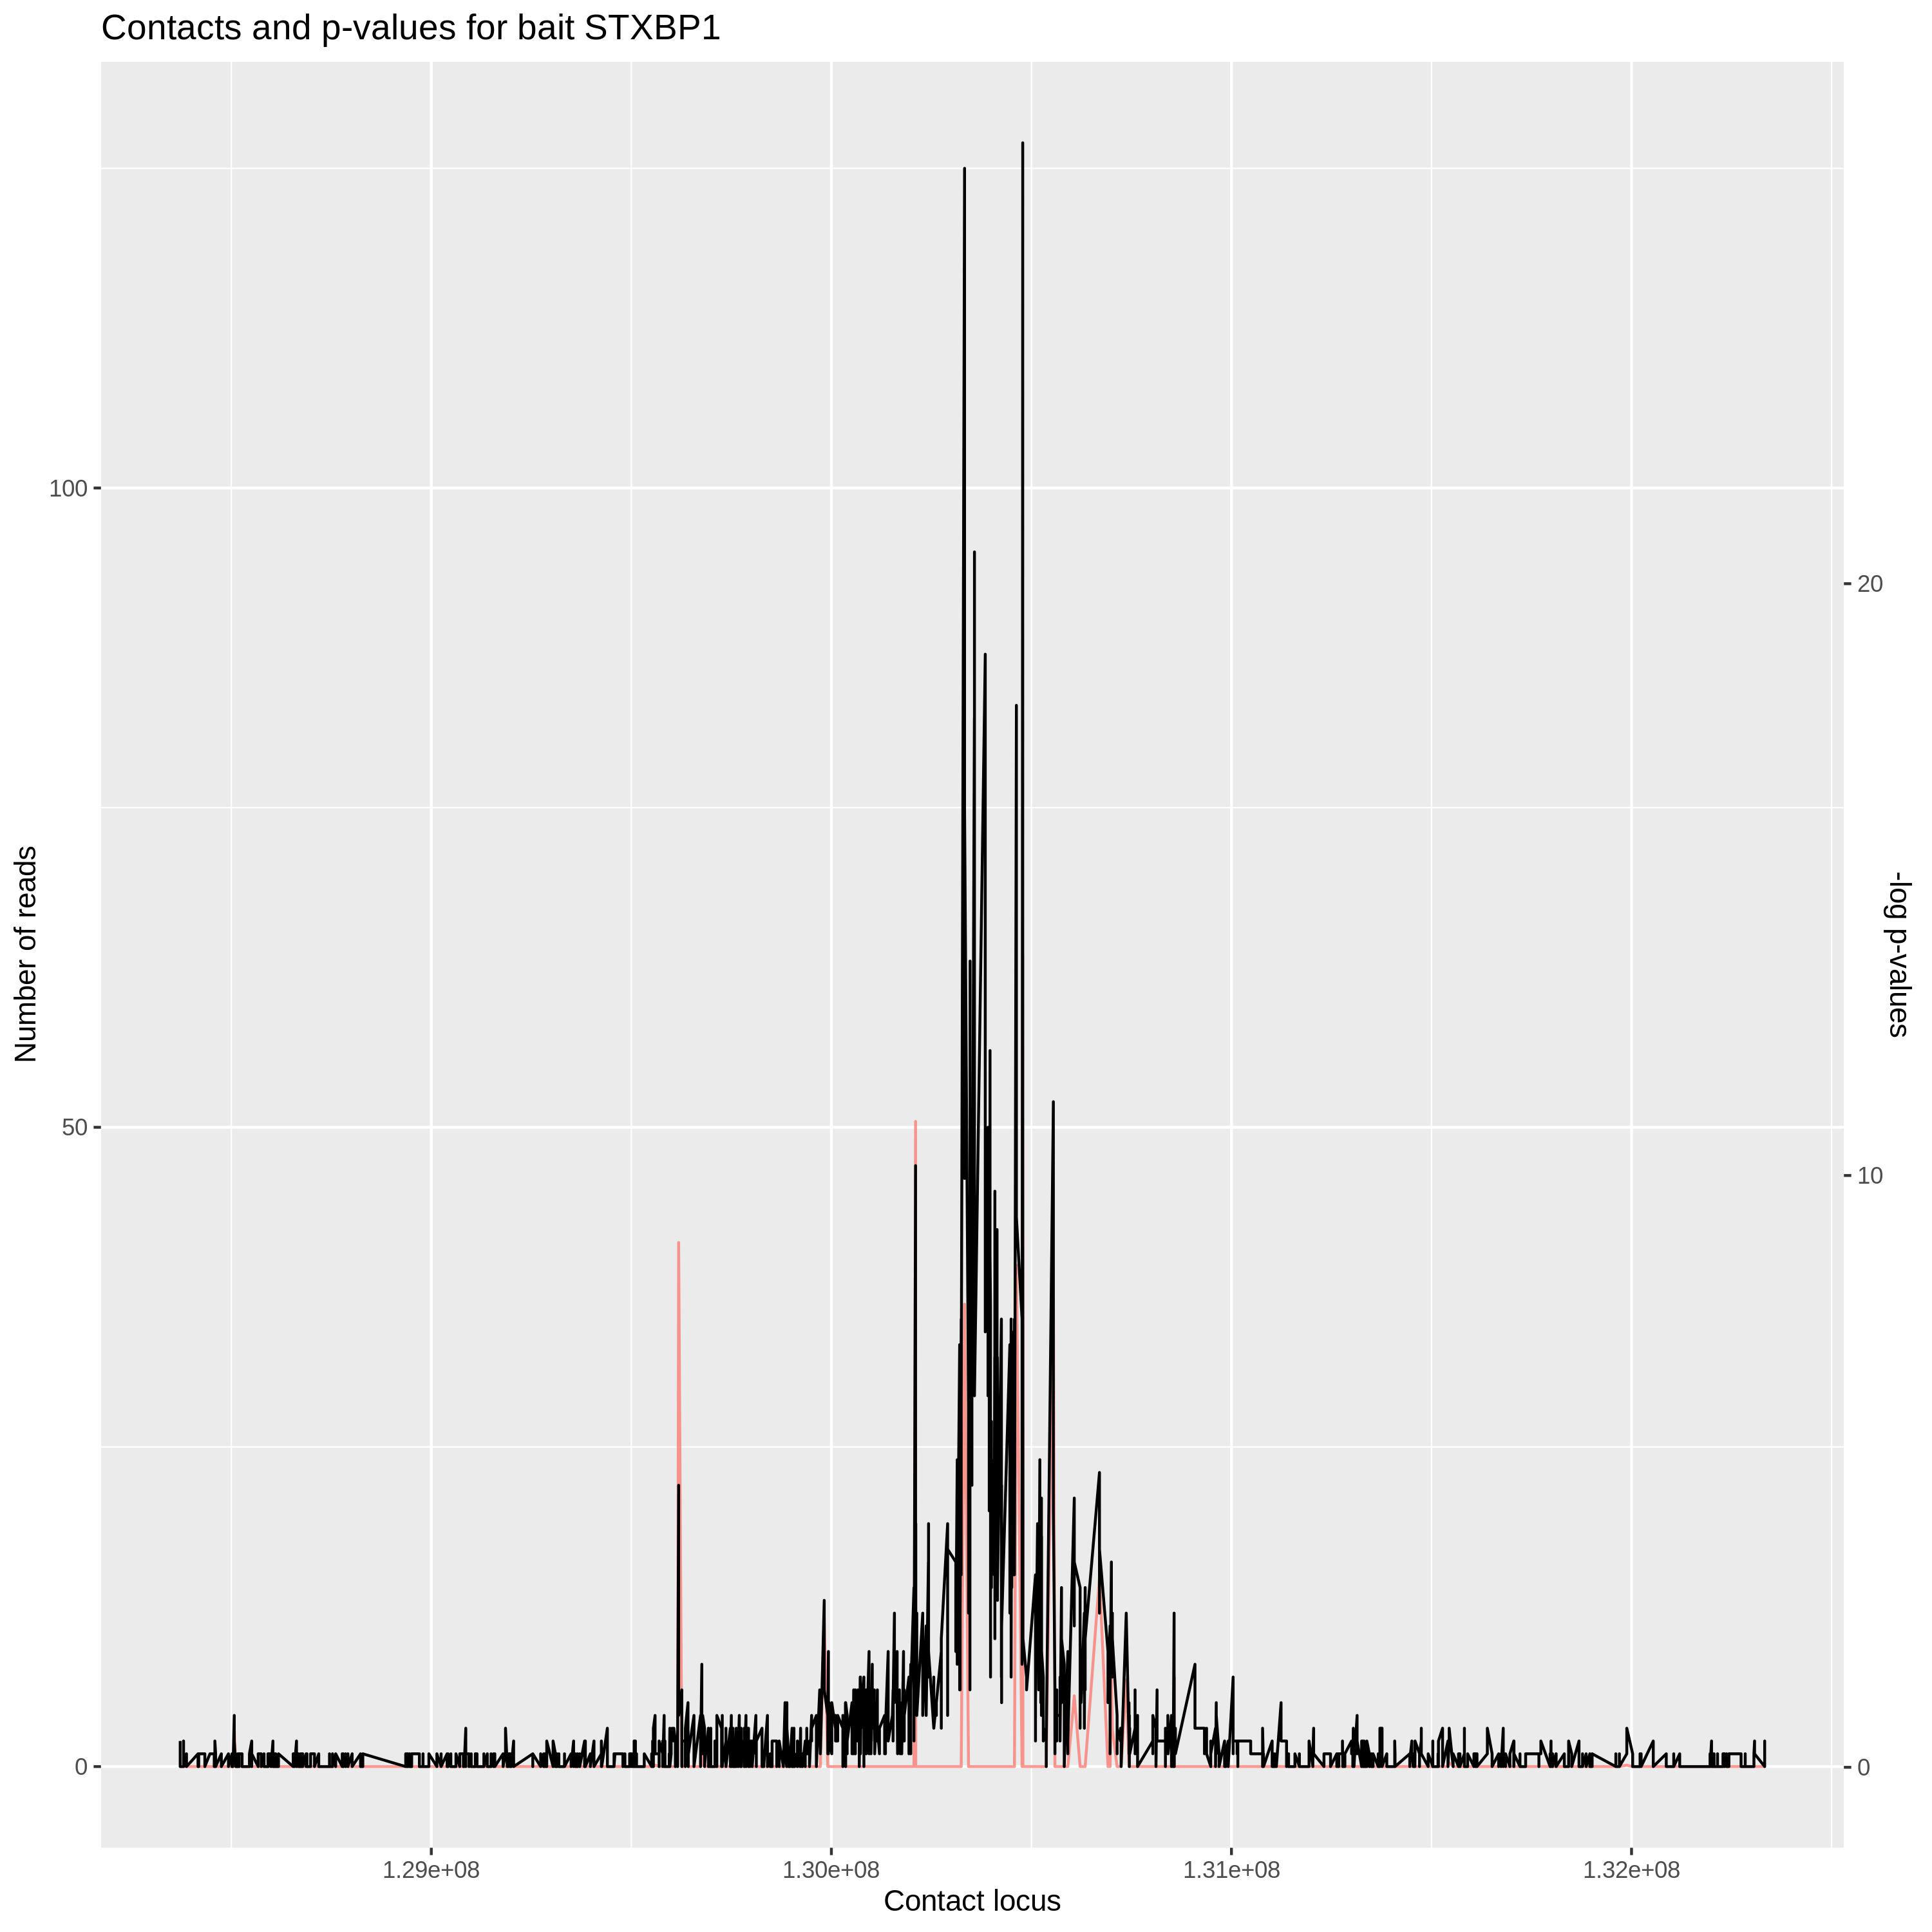 Contacts and p-values for bait STXBP1
100
50
0
Number of reads
20
10
0
-log p-values
1.29e+08
1.30e+08
1.31e+08
1.32e+08
Contact locus